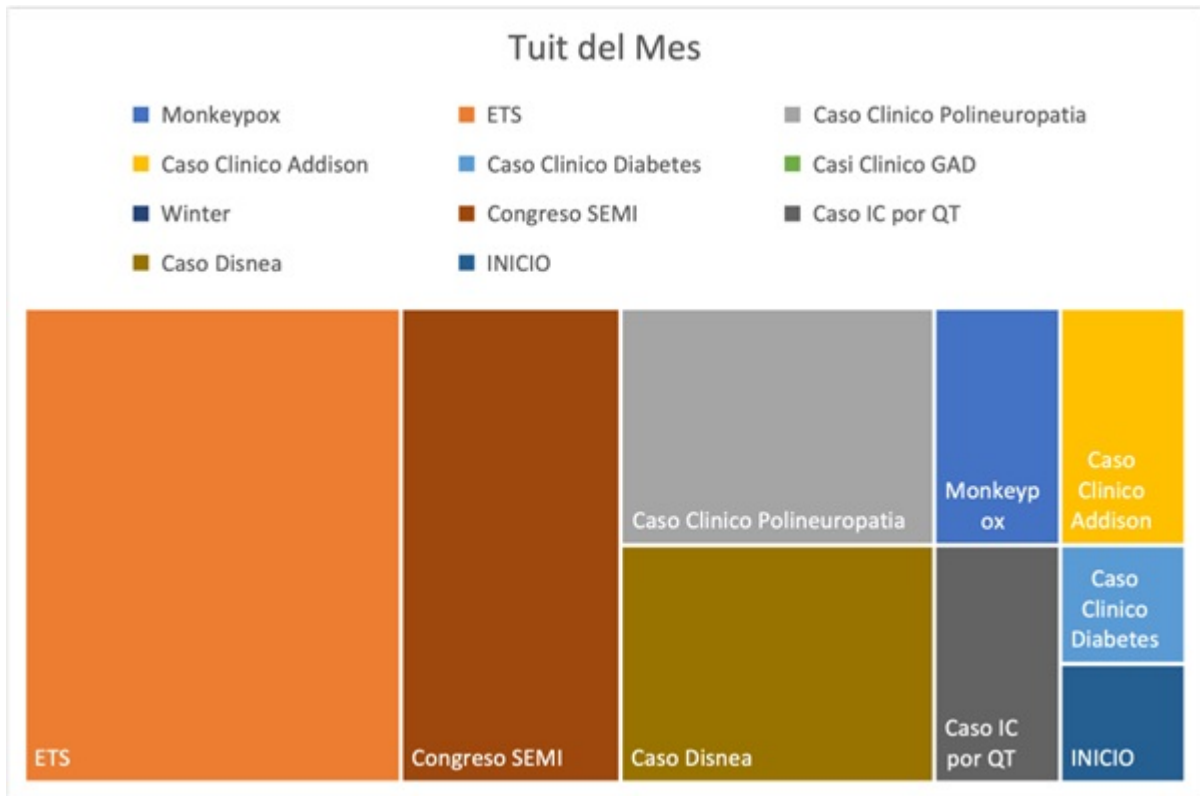 Tuit del Mes
Monkeypox
ETS
Caso Clinico Polineuropatia
Caso Clinico Addison
Caso Clinico Diabetes
Casi Clinico GAD
Winter
Congreso SEMI
Caso IC por QT
Caso Disnea
INICIO
ETS
Congreso SEMI
Caso Clinico Polineuropatia
Caso Disnea
Monkeyp
ox
Caso IC
por QT
Caso
Clinico
Addison
Caso
Clinico
Diabetes
INICIO